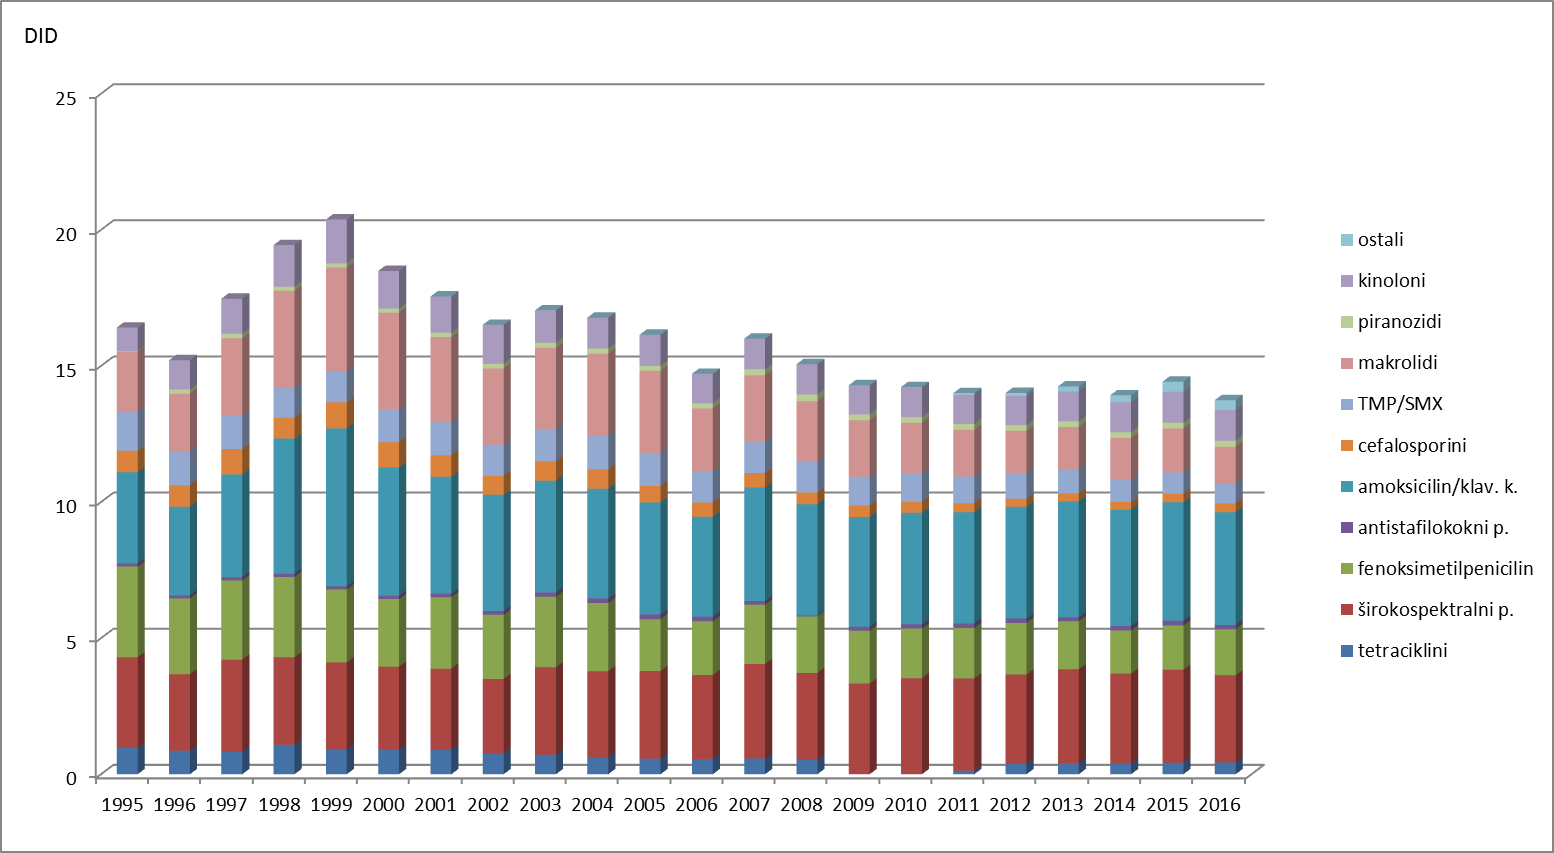 DID
25
20
15
10
5
0
1995 1996 1997 1998 1999 2000 2001 2002 2003 2004 2005 2006 2007 2008 2009 2010 2011 2012 2013 2014 2015 2016
ostali
kinoloni
piranozidi
makrolidi
TMP/SMX
cefalosporini
amoksicilin/klav. k.
antistafilokokni p.
fenoksimetilpenicilin
širokospektralni p.
tetraciklini